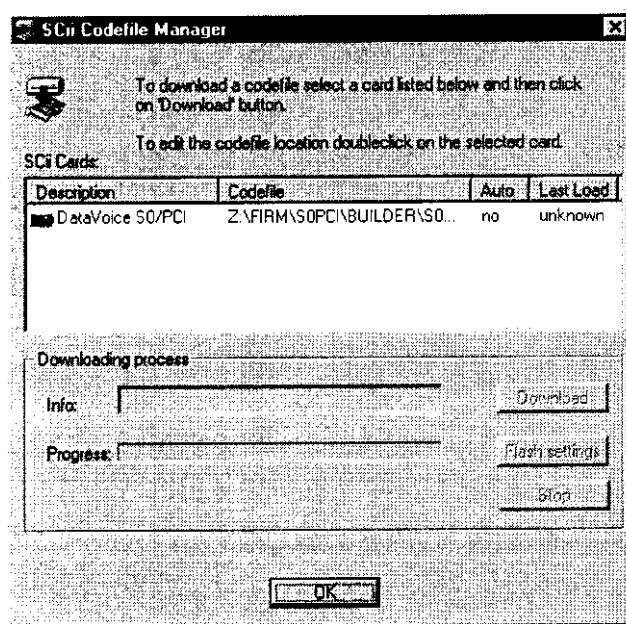 SCii Codefile Manager
To download a codefile select a card listed below and then click
on 'Download' button.
To edit the codefile location doubleclick on the selected card.
SCii Cards:
Description Codefile Auto Last Load
DataVoice S0/PCI Z:\FIRM\S0PCI\BUILDER\S0... no unknown
Downloading process
Info: Download
Progress: Flash settings
Stop
OK